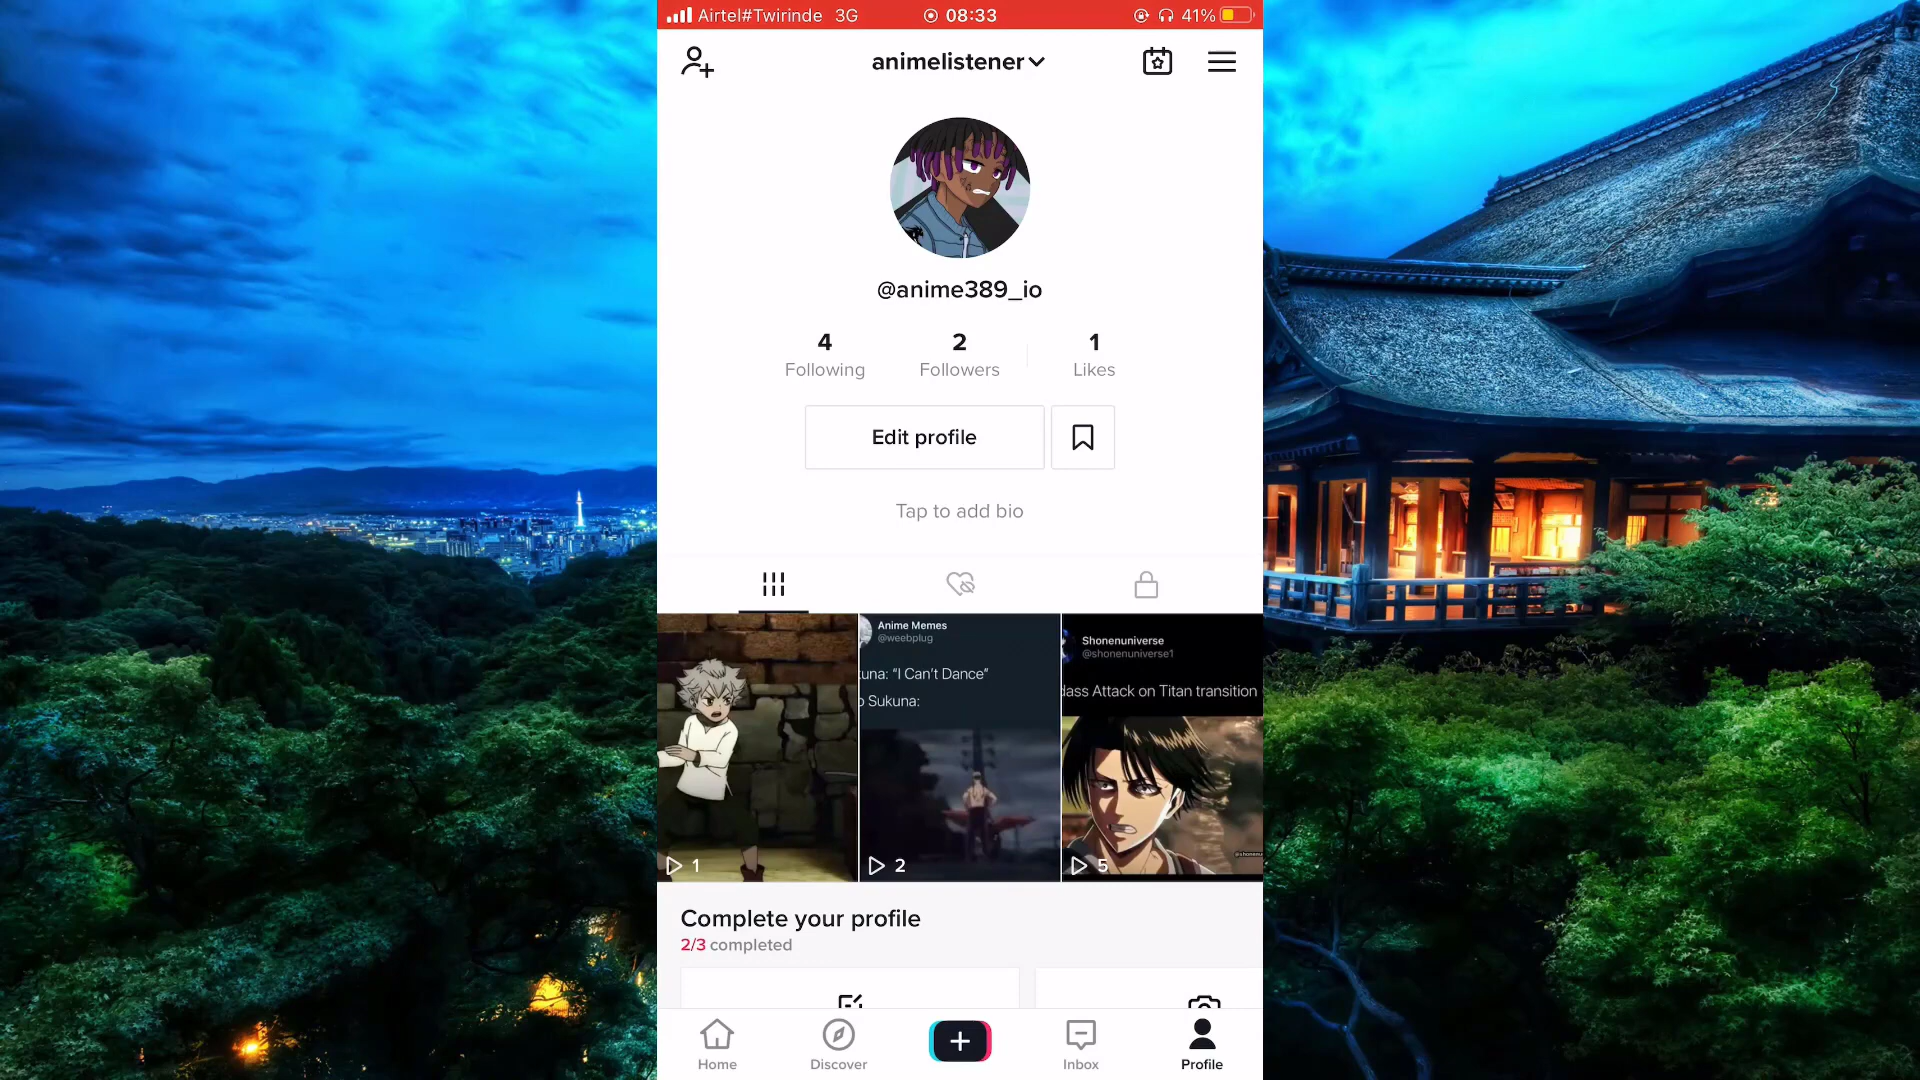 Airtel#Twirinde 3G 08:33 41%
animelistener
@anime389_io
4 2 1
Following Followers Likes
Edit profile
Tap to add bio
Anime Memes
@weebplug
una: “I Can’t Dance”
Sukuna:
Shonenuniverse
@shonenuniverse1
Attack on Titan transition
1 2 5
Complete your profile
2/3 completed
Home Discover Inbox Profile